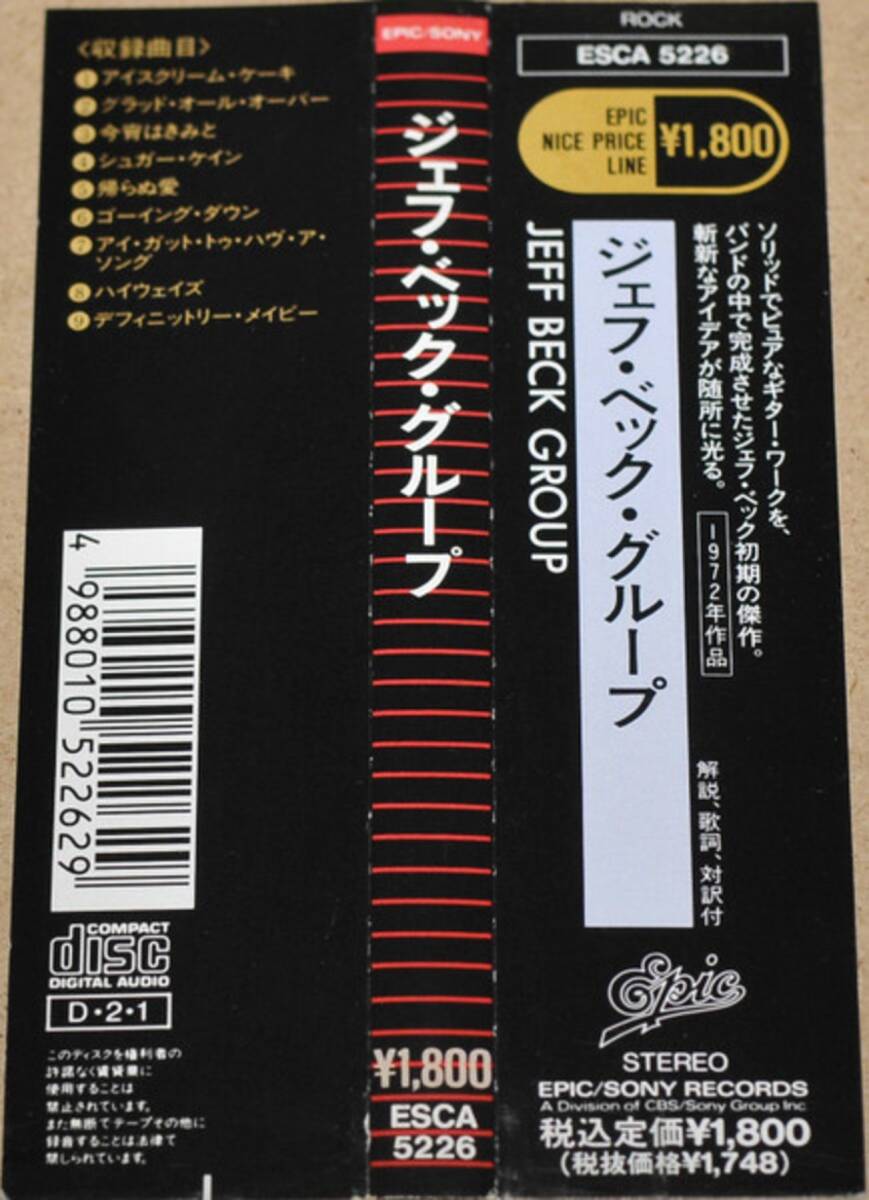 〈収録曲目〉
①アイスクリーム・ケーキ
②グラッド・オール・オーバー
③今宵はきみと
④シュガー・ケイン
⑤帰らぬ愛
⑥ゴーイング・ダウン
⑦アイ・ガット・トゥ・ハヴ・ア・
ソング
⑧ハイウェイズ
⑨デフィニットリー・メイビー
4 988010 522629
COMPACT
disc
DIGITAL AUDIO
D・2・1
このディスクを権利者の
許諾なく賃貸業に
使用することは
禁止されています。
また無断でテープその他に
録音することは法律で
禁じられています。
EPIC/SONY
ジェフ・ベック・グループ
¥1,800
ESCA
5226
ROCK
ESCA 5226
EPIC
NICE PRICE
LINE
¥1,800
ソリッドでピュアなギター・ワークを、
バンドの中で完成させたジェフ・ベック初期の傑作。
斬新なアイデアが随所に光る。
1972年作品
解説、歌詞、対訳付
ジェフ・ベック・グループ
JEFF BECK GROUP
Epic
STEREO
EPIC/SONY RECORDS
A Division of CBS/Sony Group Inc
税込定価¥1,800
(税抜価格¥1,748)